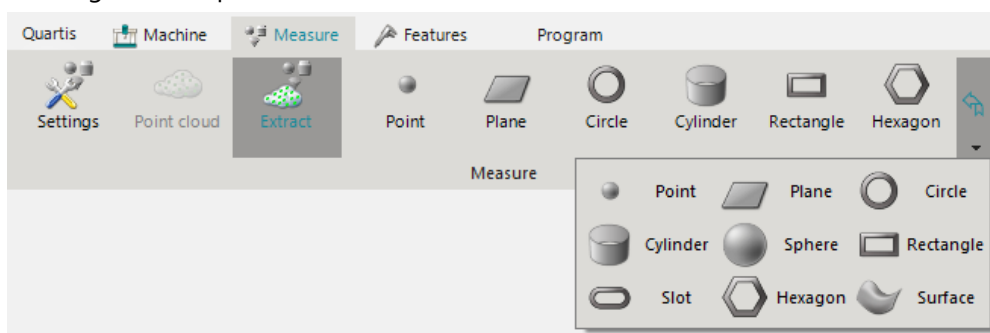 Quartis Machine Measure Features Program
Settings Point cloud Extract Point Plane Circle Cylinder Rectangle Hexagon
Measure
Point Plane Circle
Cylinder Sphere Rectangle
Slot Hexagon Surface